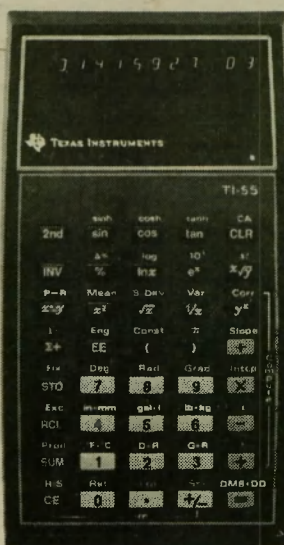 3.1415927 03
TEXAS INSTRUMENTS
TI-55
sinh cosh tanh CA
2nd sin cos tan CLR
Δ% log 10ˣ x!
INV % lnx eˣ ˣ√y
P→R Mean S.Dev Var Corr
x:y x² √x 1/x yˣ
Eng Const π Slope
Σ+ EE ( ) ÷
Fix Deg Rad Grad Intcp
STO 7 8 9 ×
Exc in-mm gal-l lb-kg
RCL 4 5 6 −
Prod F-C D-R G-R
SUM 1 2 3 +
R/S Rst DMS-DD
CE 0 . +/− =